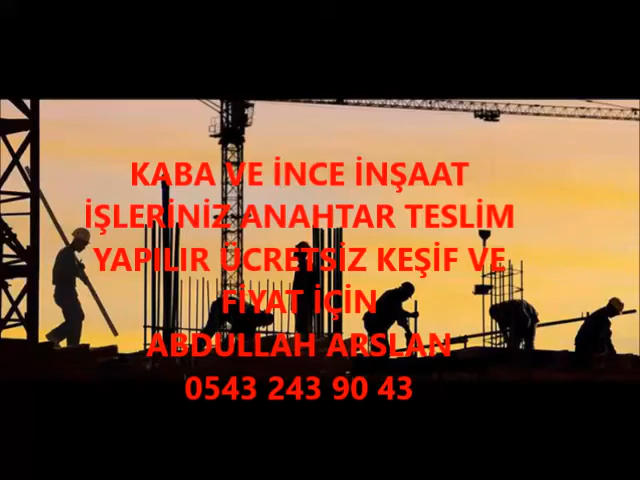 KABA VE İNCE İNŞAAT
İŞLERİNİZ ANAHTAR TESLİM
YAPILIR ÜCRETSİZ KEŞİF VE
FİYAT İÇİN
ABDULLAH ARSLAN
0543 243 90 43